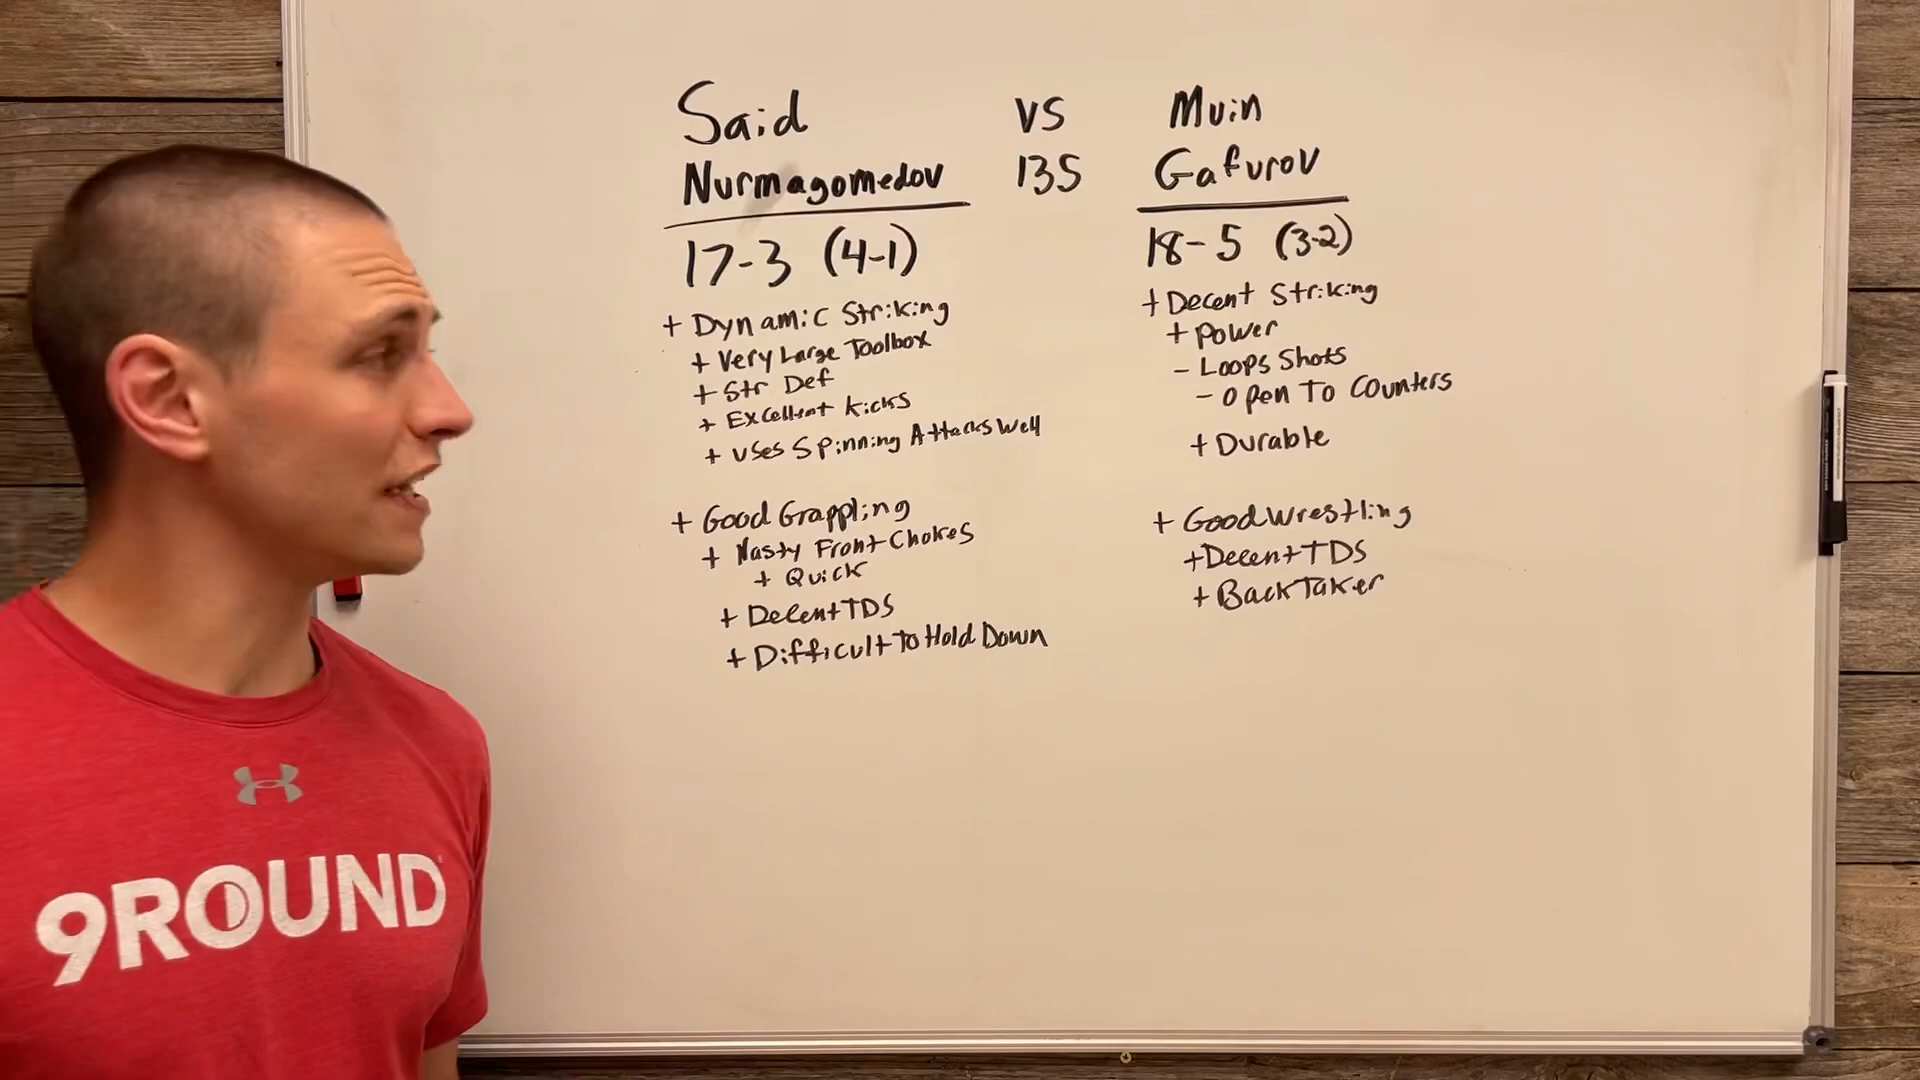 Said vs Muin
Nurmagomedov 135 Gafurov
17-3 (4-1)
+ Dynamic Striking
+ Very Large Toolbox
+ Str Def
+ Excellent Kicks
+ Uses Spinning Attacks Well
+ Good Grappling
+ Nasty Front Chokes
+ Quick
+ Decent TDS
+ Difficult To Hold Down
18-5 (3-2)
+ Decent Striking
+ Power
- Loops Shots
- Open To Counters
+ Durable
+ Good Wrestling
+ Decent TDS
+ Back Taker
9ROUND